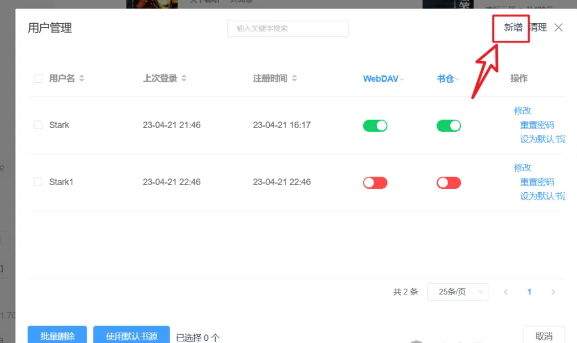 用户管理
输入关键字搜索
新增 清理
用户名 上次登录 注册时间 WebDAV 书仓 操作
修改
Stark 23-04-21 21:46 23-04-21 16:17 重置密码
设为默认书源
修改
Stark1 23-04-21 22:46 23-04-21 22:46 重置密码
设为默认书源
共 2 条 25条/页 1
批量删除 使用默认书源 已选择 0 个 取消